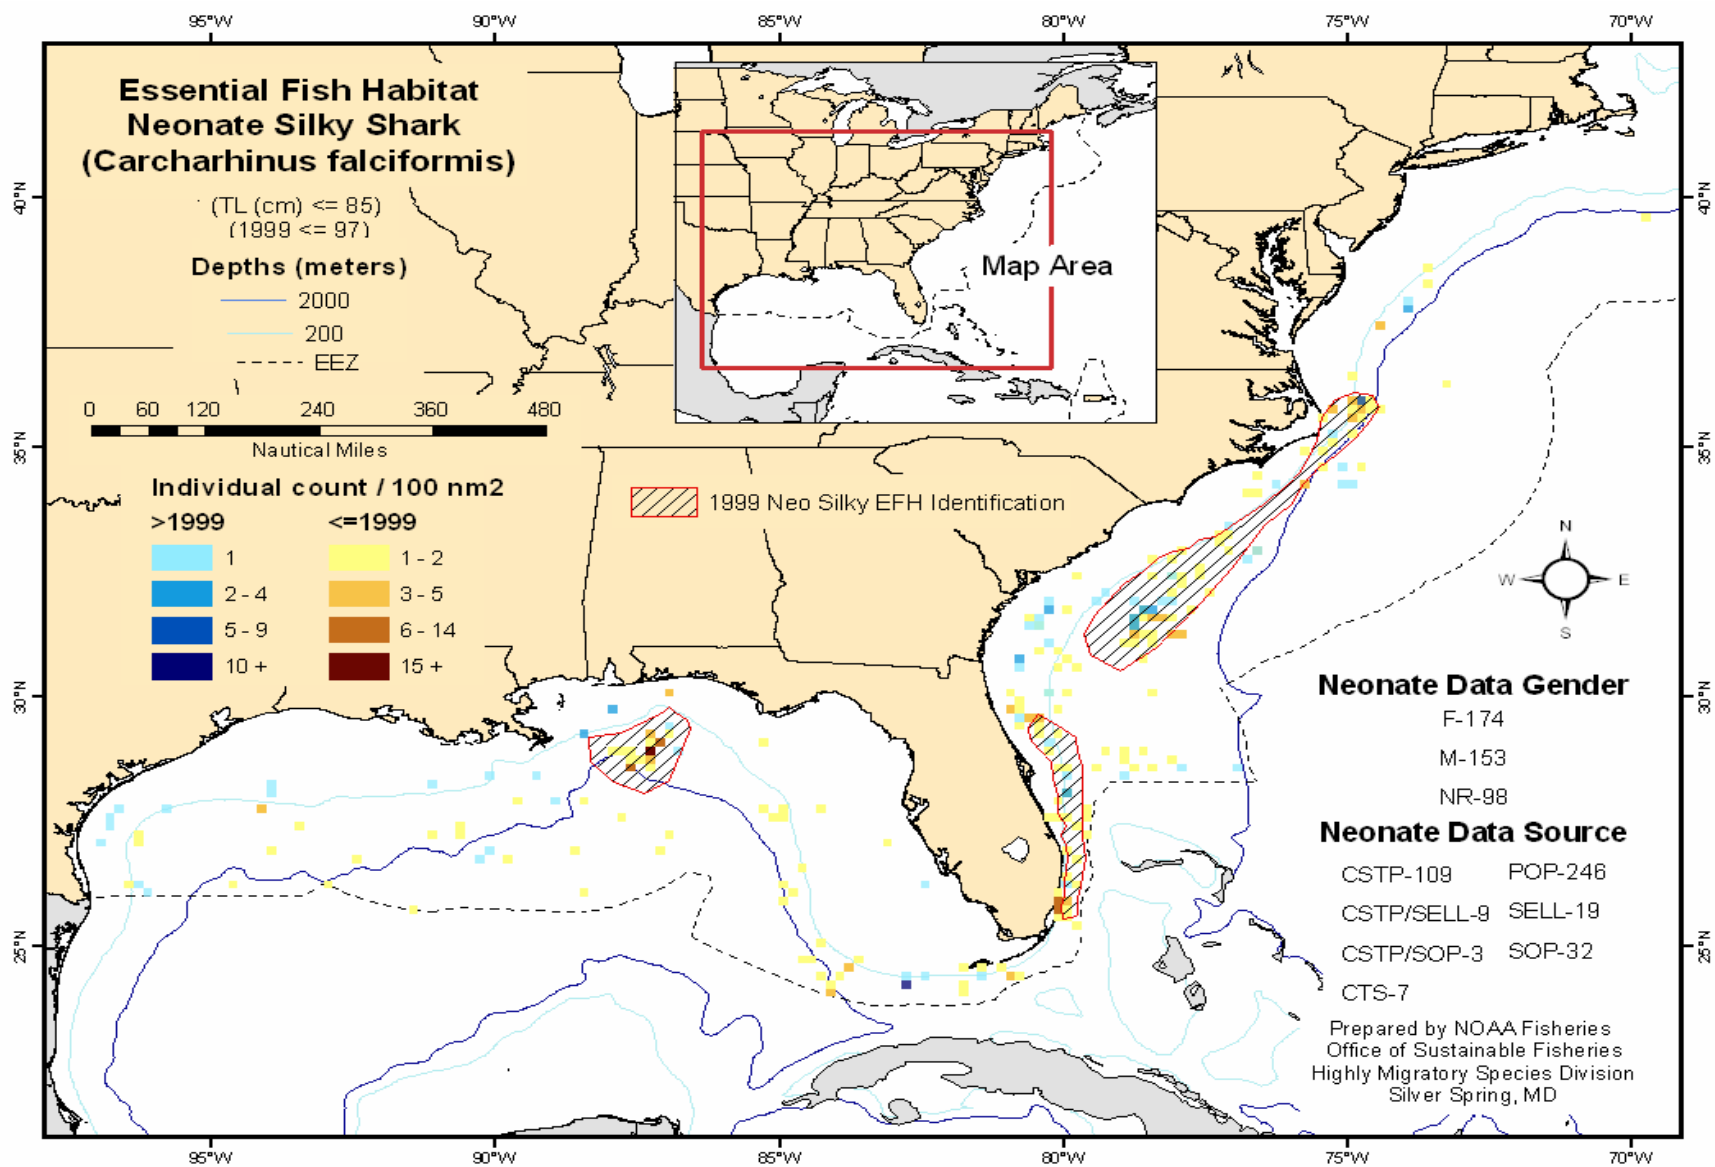 95°W 90°W 85°W 80°W 75°W 70°W
Essential Fish Habitat
Neonate Silky Shark
(Carcharhinus falciformis)
(TL (cm) <= 85)
(1999 <= 97)
Depths (meters)
2000
200
EEZ
0 60 120 240 360 480
Nautical Miles
Individual count / 100 nm2
>1999 <=1999
1 1 - 2
2 - 4 3 - 5
5 - 9 6 - 14
10 + 15 +
Map Area
1999 Neo Silky EFH Identification
N
W E
S
Neonate Data Gender
F-174
M-153
NR-98
Neonate Data Source
CSTP-109 POP-246
CSTP/SELL-9 SELL-19
CSTP/SOP-3 SOP-32
CTS-7
Prepared by NOAA Fisheries
Office of Sustainable Fisheries
Highly Migratory Species Division
Silver Spring, MD
40°N 40°N
35°N 35°N
30°N 30°N
25°N 25°N
95°W 90°W 85°W 80°W 75°W 70°W